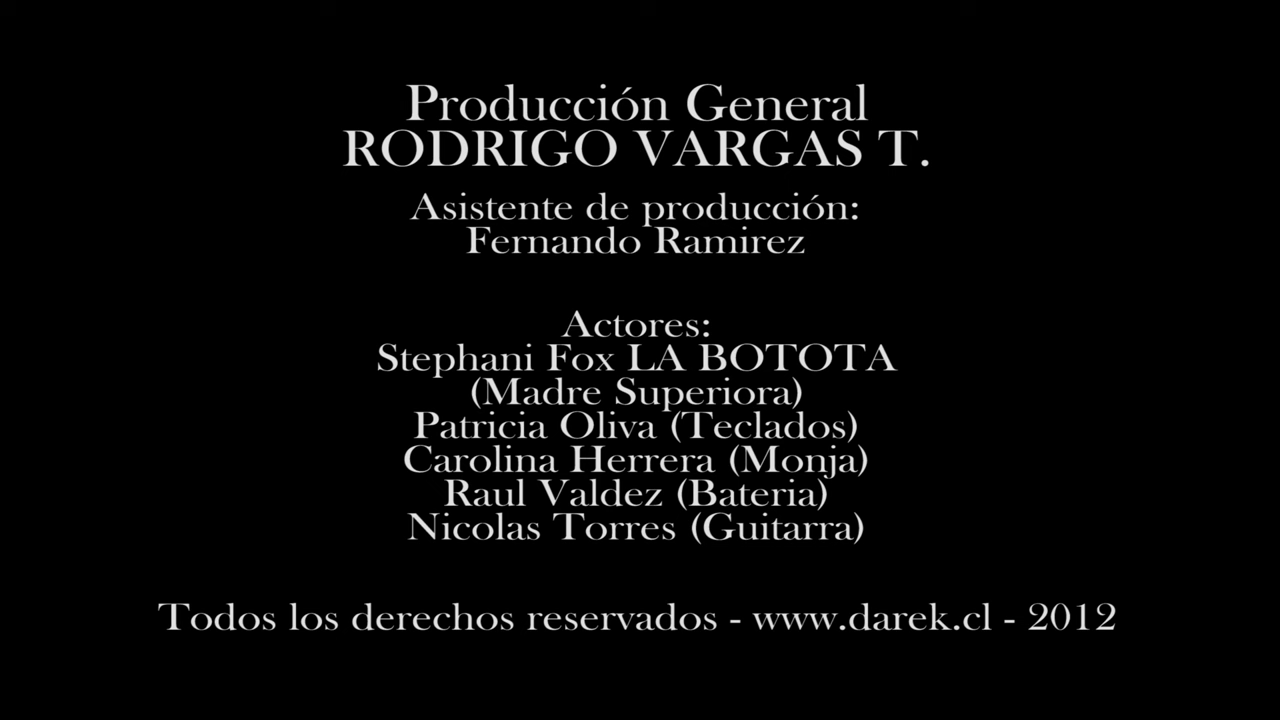 Producción General
RODRIGO VARGAS T.
Asistente de producción:
Fernando Ramirez
Actores:
Stephani Fox LA BOTOTA
(Madre Superiora)
Patricia Oliva (Teclados)
Carolina Herrera (Monja)
Raul Valdez (Bateria)
Nicolas Torres (Guitarra)
Todos los derechos reservados - www.darek.cl - 2012